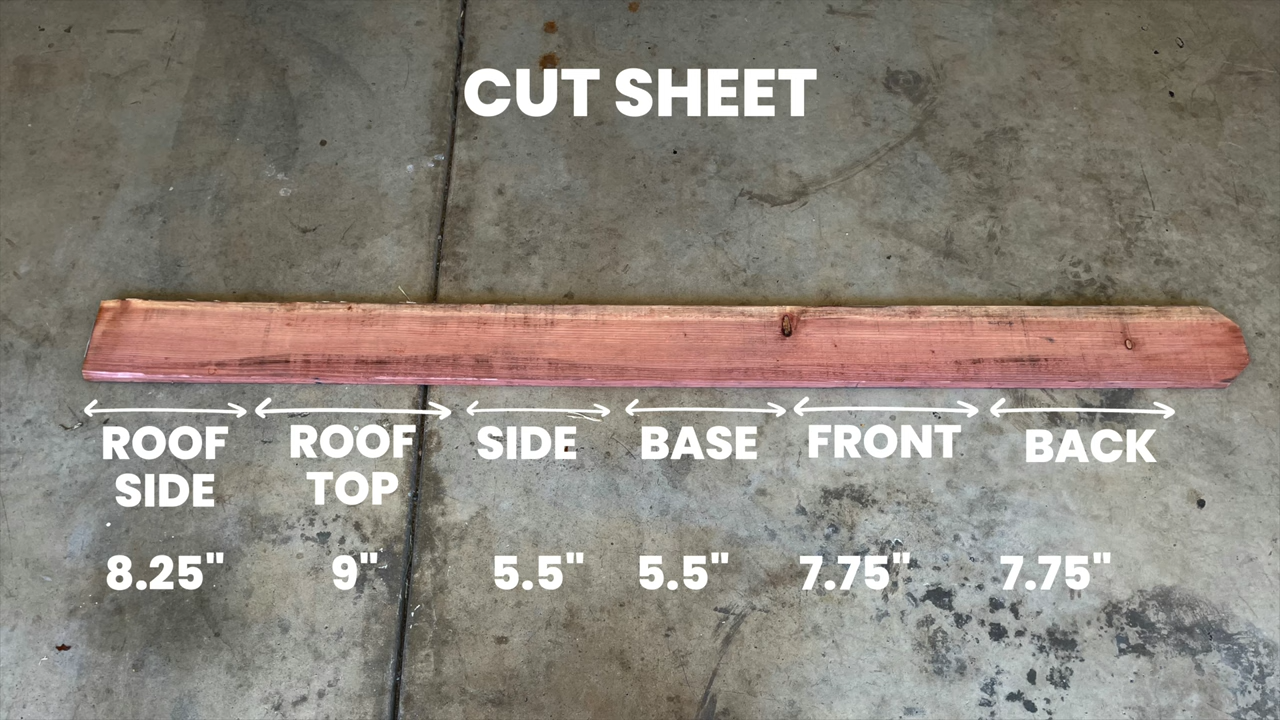 CUT SHEET
ROOF SIDE
ROOF TOP
SIDE
BASE
FRONT
BACK
8.25"
9"
5.5"
5.5"
7.75"
7.75"